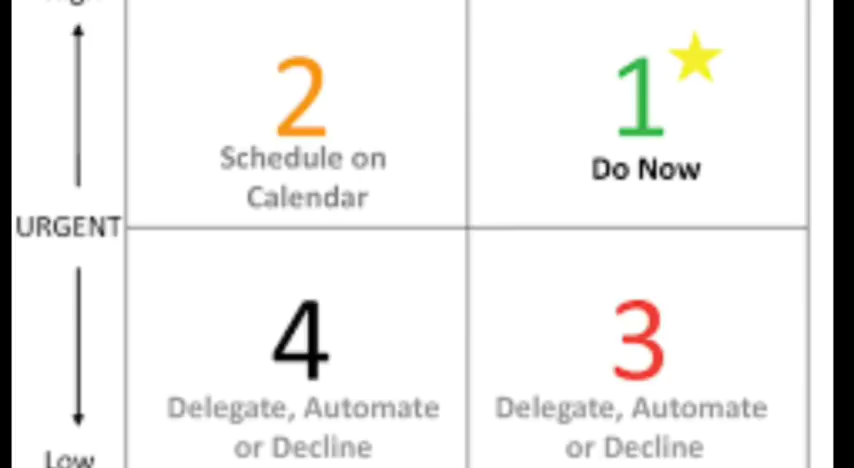 2
1
Schedule on
Calendar
Do Now
URGENT
4
3
Delegate, Automate
or Decline
Delegate, Automate
or Decline
Low